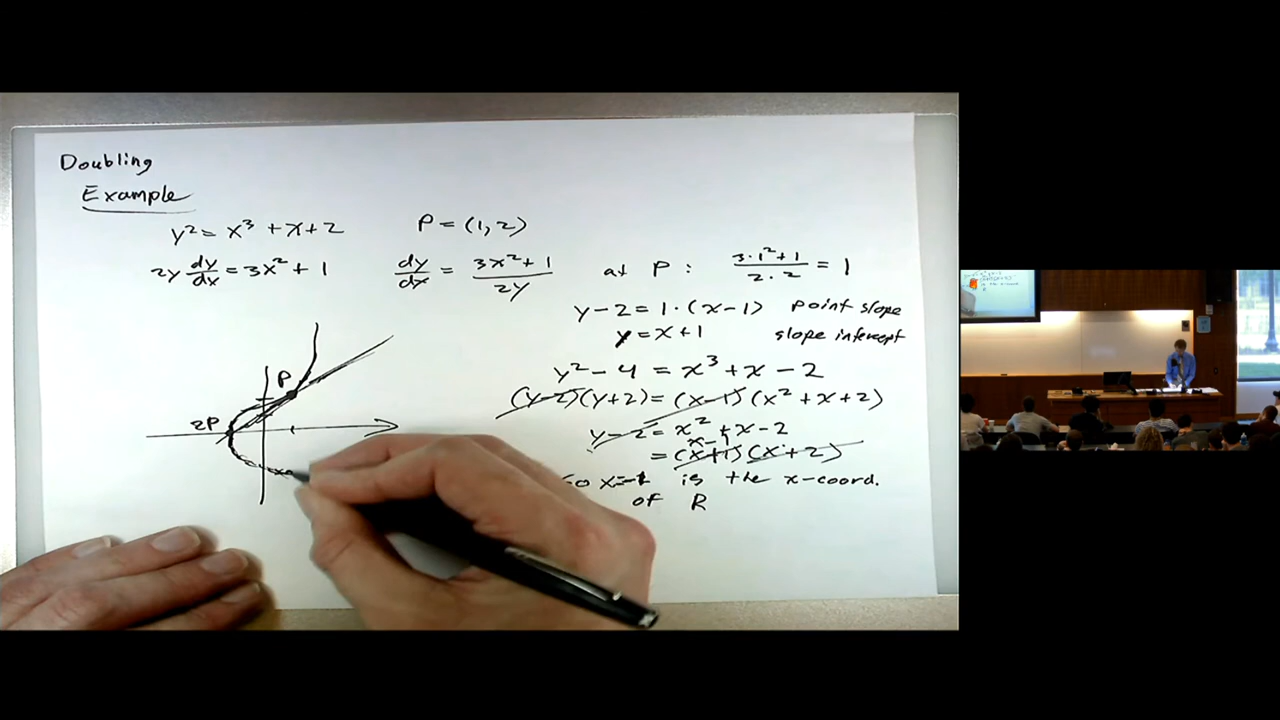 Doubling
Example
y² = x³ + x + 2 P = (1, 2)
2y dy/dx = 3x² + 1 dy/dx = (3x² + 1)/2y at P : (3·1² + 1)/(2·2) = 1
y − 2 = 1·(x − 1) point slope
y = x + 1 slope intercept
y² − 4 = x³ + x − 2
(y − 2)(y + 2) = (x − 1)(x² + x + 2)
y − 2 = x² + x − 2
= (x+1)(x + 2)
is the x-coord.
of R
P
2P